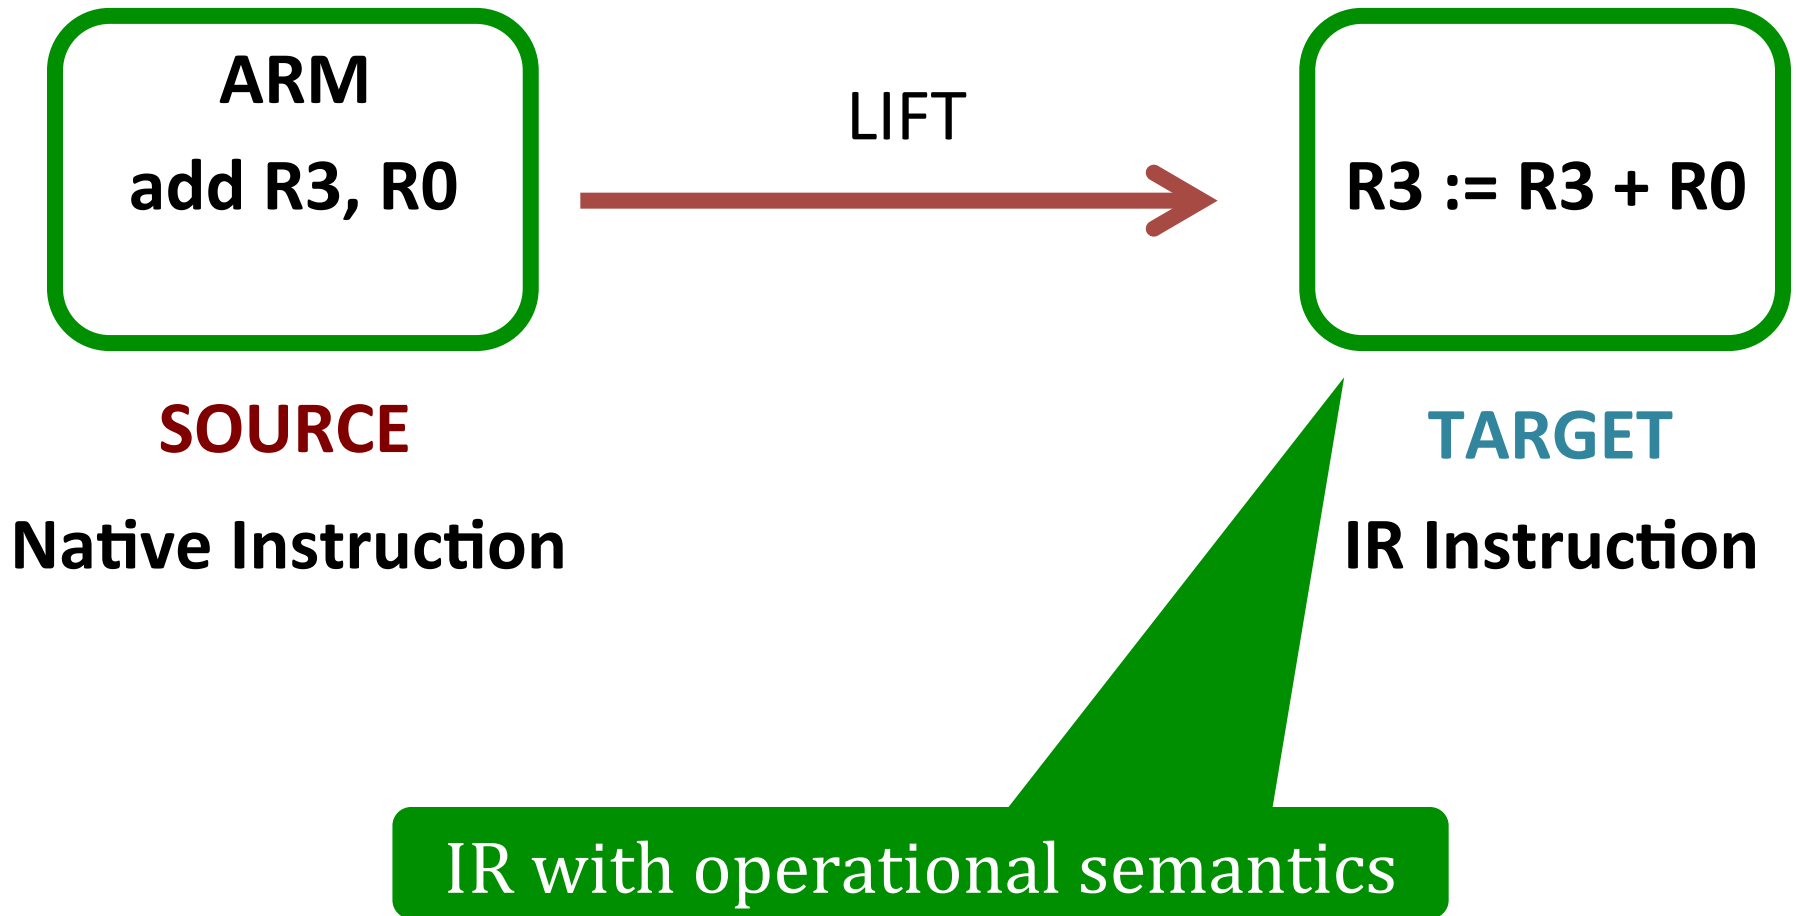 ARM
add R3, R0
LIFT
R3 := R3 + R0
SOURCE
TARGET
Native Instruction
IR Instruction
IR with operational semantics